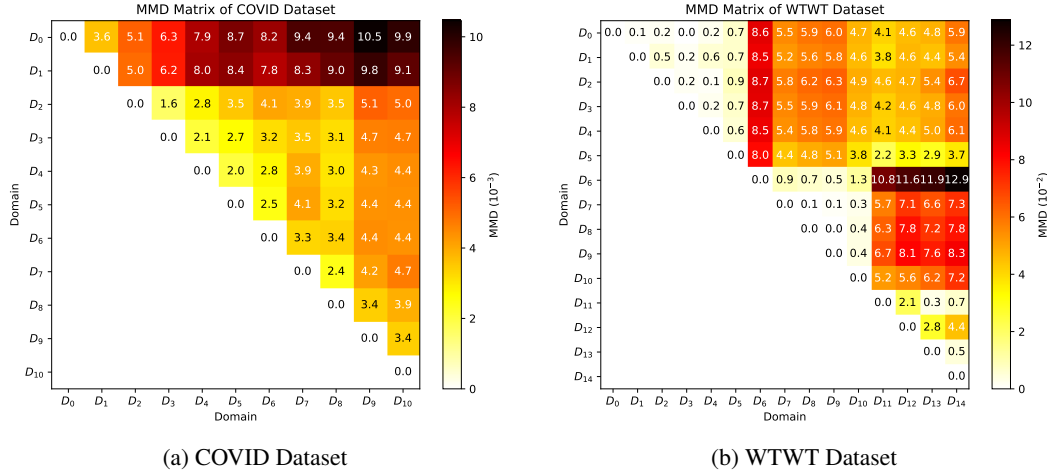 MMD Matrix of COVID Dataset
D0 0.0 3.6 5.1 6.3 7.9 8.7 8.2 9.4 9.4 10.5 9.9
D1 0.0 5.0 6.2 8.0 8.4 7.8 8.3 9.0 9.8 9.1
D2 0.0 1.6 2.8 3.5 4.1 3.9 3.5 5.1 5.0
D3 0.0 2.1 2.7 3.2 3.5 3.1 4.7 4.7
D4 0.0 2.0 2.8 3.9 3.0 4.3 4.4
D5 0.0 2.5 4.1 3.2 4.4 4.4
D6 0.0 3.3 3.4 4.4 4.4
D7 0.0 2.4 4.2 4.7
D8 0.0 3.4 3.9
D9 0.0 3.4
D10 0.0
D0 D1 D2 D3 D4 D5 D6 D7 D8 D9 D10
Domain
Domain
10
8
6
4
2
0
MMD (10⁻³)
(a) COVID Dataset
MMD Matrix of WTWT Dataset
D0 0.0 0.1 0.2 0.0 0.2 0.7 8.6 5.5 5.9 6.0 4.7 4.1 4.6 4.8 5.9
D1 0.0 0.5 0.2 0.6 0.7 8.5 5.2 5.6 5.8 4.6 3.8 4.6 4.4 5.4
D2 0.0 0.2 0.1 0.9 8.7 5.8 6.2 6.3 4.9 4.6 4.7 5.4 6.7
D3 0.0 0.2 0.7 8.7 5.5 5.9 6.1 4.8 4.2 4.6 4.8 6.0
D4 0.0 0.6 8.5 5.4 5.8 5.9 4.6 4.1 4.4 5.0 6.1
D5 0.0 8.0 4.4 4.8 5.1 3.8 2.2 3.3 2.9 3.7
D6 0.0 0.9 0.7 0.5 1.3 10.8 11.6 11.9 12.9
D7 0.0 0.1 0.1 0.3 5.7 7.1 6.6 7.3
D8 0.0 0.0 0.4 6.3 7.8 7.2 7.8
D9 0.0 0.4 6.7 8.1 7.6 8.3
D10 0.0 5.2 5.6 6.2 7.2
D11 0.0 2.1 0.3 0.7
D12 0.0 2.8 4.4
D13 0.0 0.5
D14 0.0
D0 D1 D2 D3 D4 D5 D6 D7 D8 D9 D10 D11 D12 D13 D14
Domain
Domain
12
10
8
6
4
2
0
MMD (10⁻²)
(b) WTWT Dataset